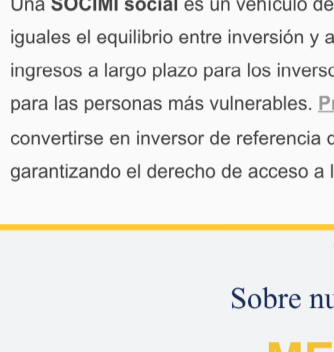 Una SOCIMI social es un vehículo de
iguales el equilibrio entre inversión y a
ingresos a largo plazo para los inverso
para las personas más vulnerables.
convertirse en inversor de referencia
garantizando el derecho de acceso a
Sobre